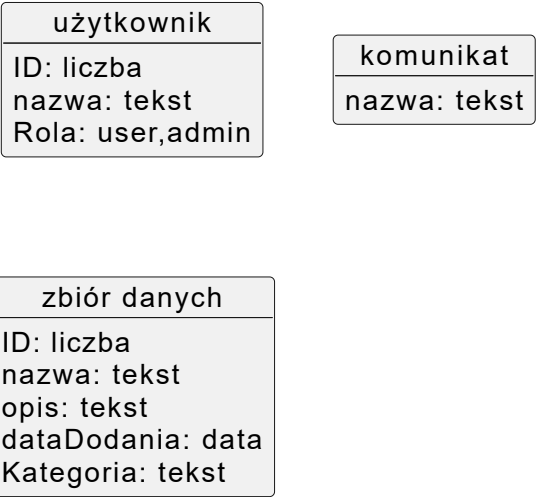 użytkownik
ID: liczba
nazwa: tekst
Rola: user,admin
komunikat
nazwa: tekst
zbiór danych
ID: liczba
nazwa: tekst
opis: tekst
dataDodania: data
Kategoria: tekst